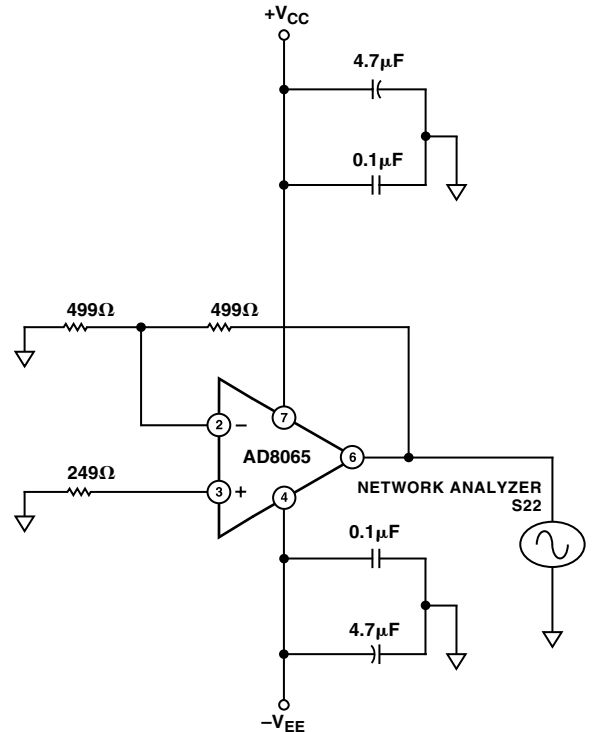 +VCC
4.7μF
0.1μF
499Ω 499Ω
7
2 −
AD8065
6
249Ω
3 +
4
NETWORK ANALYZER
S22
0.1μF
4.7μF
−VEE